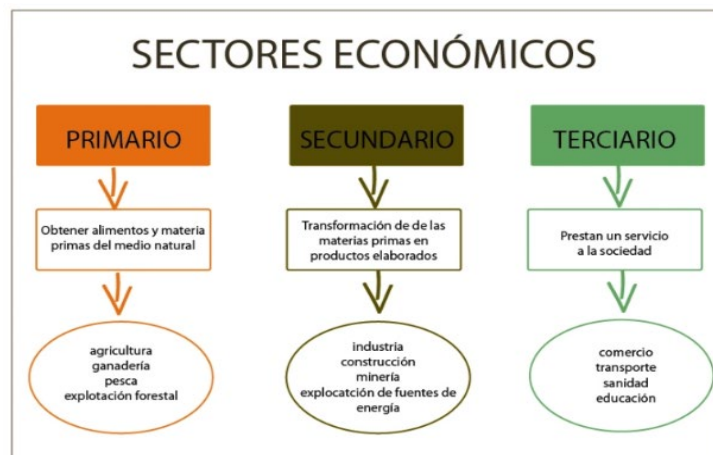 SECTORES ECONÓMICOS
PRIMARIO
Obtener alimentos y materia
primas del medio natural
agricultura
ganadería
pesca
explotación forestal
SECUNDARIO
Transformación de de las
materias primas en
productos elaborados
industria
construcción
minería
explocatción de fuentes de
energía
TERCIARIO
Prestan un servicio
a la sociedad
comercio
transporte
sanidad
educación